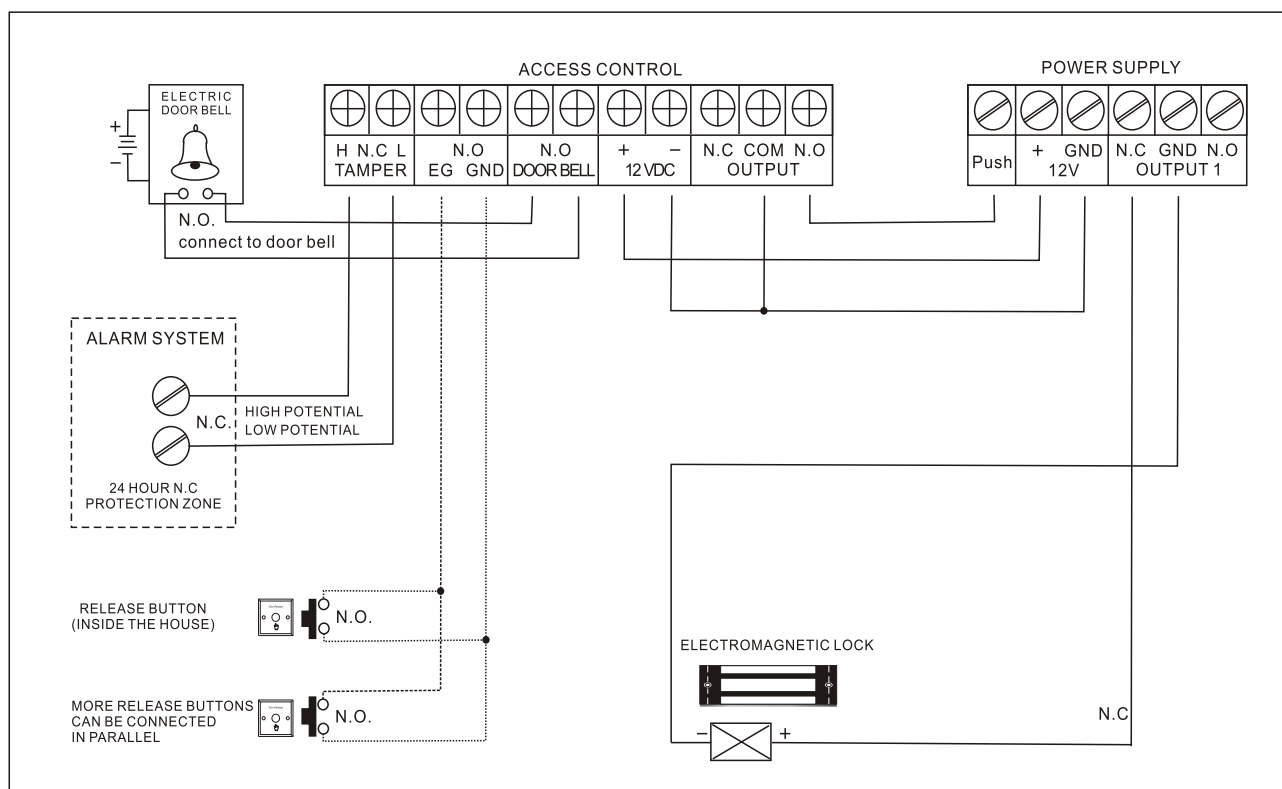 ACCESS CONTROL
POWER SUPPLY
ELECTRIC
DOOR BELL
+
−
H N.C L
TAMPER
N.O
EG GND
N.O
DOOR BELL
+ −
12 VDC
N.C COM N.O
OUTPUT
Push
+ GND
12V
N.C GND N.O
OUTPUT 1
N.O.
connect to door bell
ALARM SYSTEM
N.C.
HIGH POTENTIAL
LOW POTENTIAL
24 HOUR N.C
PROTECTION ZONE
RELEASE BUTTON
(INSIDE THE HOUSE)
N.O.
ELECTROMAGNETIC LOCK
MORE RELEASE BUTTONS
CAN BE CONNECTED
IN PARALLEL
N.O.
N.C
− +